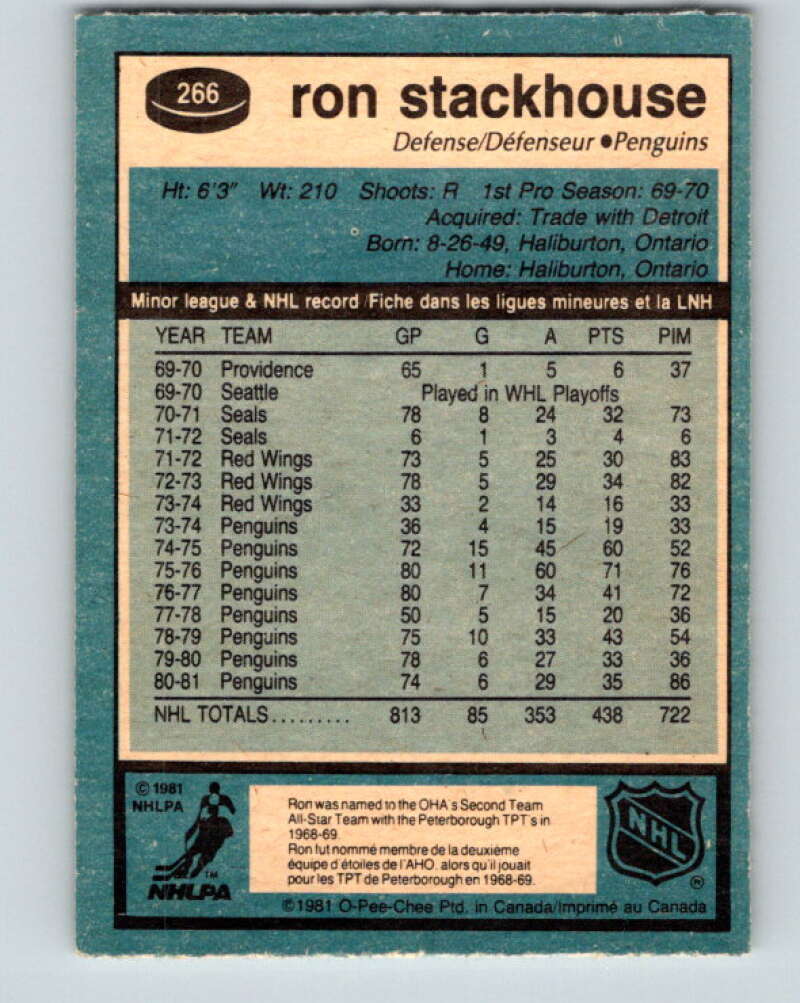 266
ron stackhouse
Defense/Défenseur ●Penguins
Ht: 6'3" Wt: 210 Shoots: R 1st Pro Season: 69-70
Acquired: Trade with Detroit
Born: 8-26-49, Haliburton, Ontario
Home: Haliburton, Ontario
Minor league & NHL record/Fiche dans les ligues mineures et la LNH
YEAR TEAM GP G A PTS PIM
69-70 Providence 65 1 5 6 37
69-70 Seattle Played in WHL Playoffs
70-71 Seals 78 8 24 32 73
71-72 Seals 6 1 3 4 6
71-72 Red Wings 73 5 25 30 83
72-73 Red Wings 78 5 29 34 82
73-74 Red Wings 33 2 14 16 33
73-74 Penguins 36 4 15 19 33
74-75 Penguins 72 15 45 60 52
75-76 Penguins 80 11 60 71 76
76-77 Penguins 80 7 34 41 72
77-78 Penguins 50 5 15 20 36
78-79 Penguins 75 10 33 43 54
79-80 Penguins 78 6 27 33 36
80-81 Penguins 74 6 29 35 86
NHL TOTALS......... 813 85 353 438 722
© 1981
NHLPA
TM
NHLPA
Ron was named to the OHA's Second Team
All-Star Team with the Peterborough TPT's in
1968-69.
Ron fut nommé membre de la deuxième
équipe d'étoiles de l'AHO, alors qu'il jouait
pour les TPT de Peterborough en 1968-69.
NHL
®
©1981 O-Pee-Chee Ptd. in Canada/Imprimé au Canada